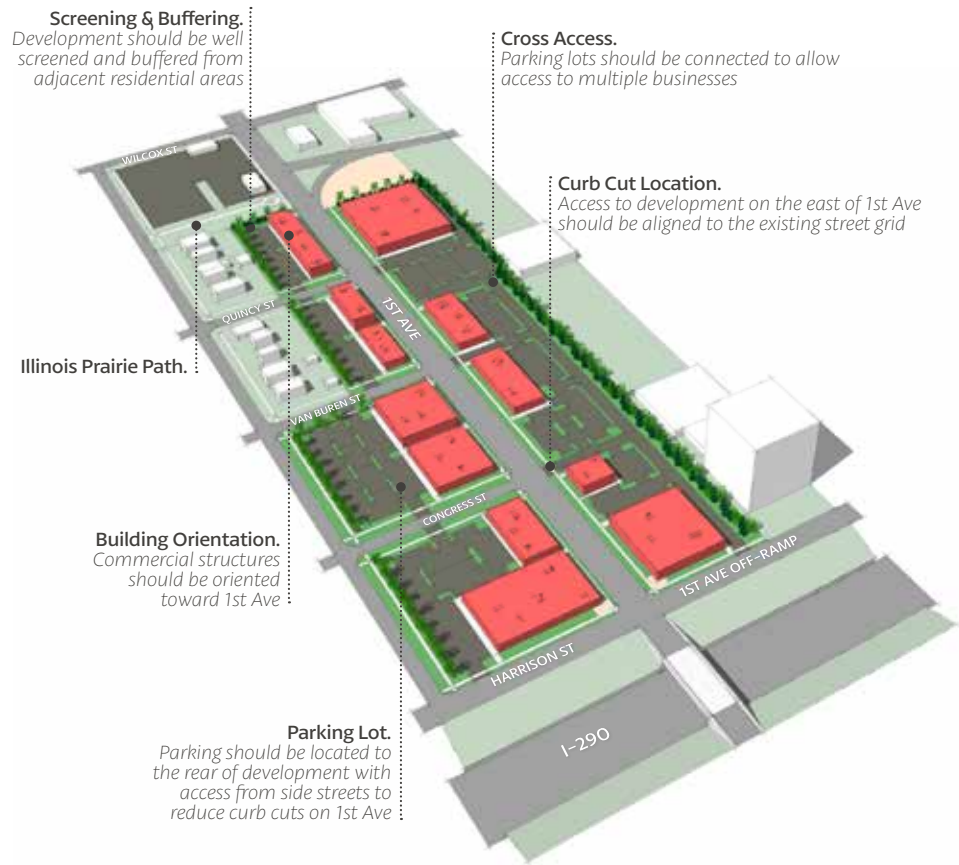 Screening & Buffering.
Development should be well
screened and buffered from
adjacent residential areas
Cross Access.
Parking lots should be connected to allow
access to multiple businesses
WILCOX ST
Curb Cut Location.
Access to development on the east of 1st Ave
should be aligned to the existing street grid
QUINCY ST
1ST AVE
Illinois Prairie Path.
VAN BUREN ST
CONGRESS ST
Building Orientation.
Commercial structures
should be oriented
toward 1st Ave
1ST AVE OFF-RAMP
HARRISON ST
I-290
Parking Lot.
Parking should be located to
the rear of development with
access from side streets to
reduce curb cuts on 1st Ave